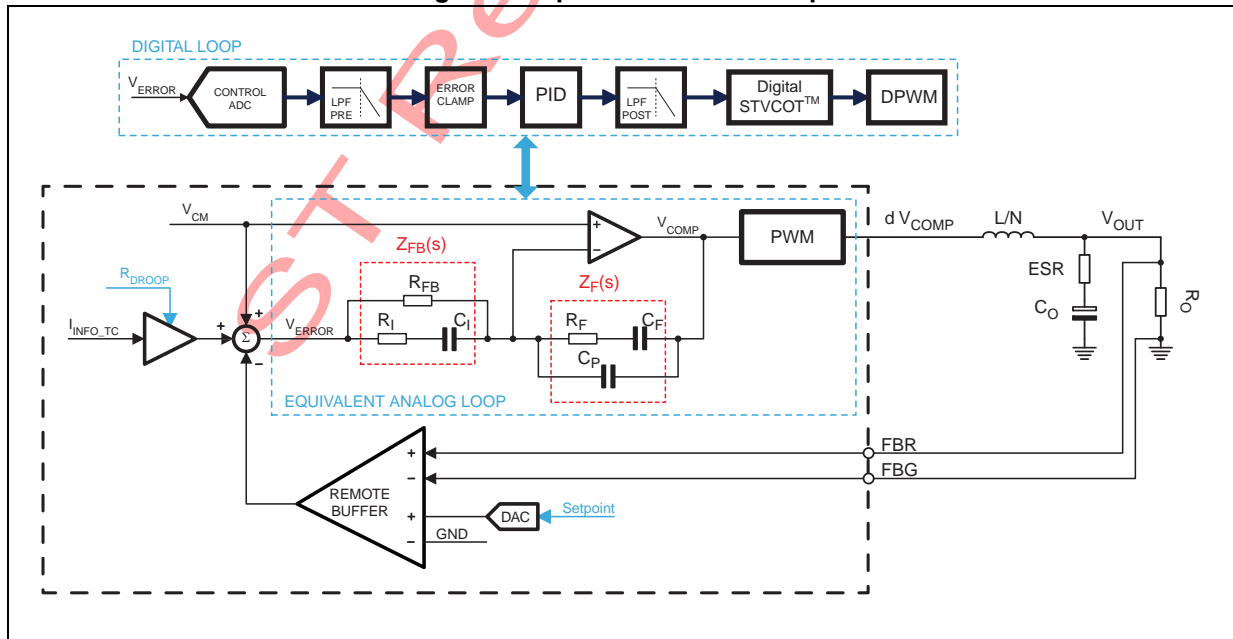 DIGITAL LOOP
VERROR
CONTROL ADC
LPF PRE
ERROR CLAMP
PID
LPF POST
Digital STVCOT™
DPWM
VCM
ZFB(s)
RFB
RI
CI
+
−
VCOMP
PWM
d VCOMP
L/N
VOUT
ESR
CO
RO
RDROOP
IINFO_TC
+
+
Σ
−
VERROR
ZF(s)
RF
CF
CP
EQUIVALENT ANALOG LOOP
FBR
FBG
REMOTE BUFFER
+
−
+
−
DAC
Setpoint
GND
ST Re